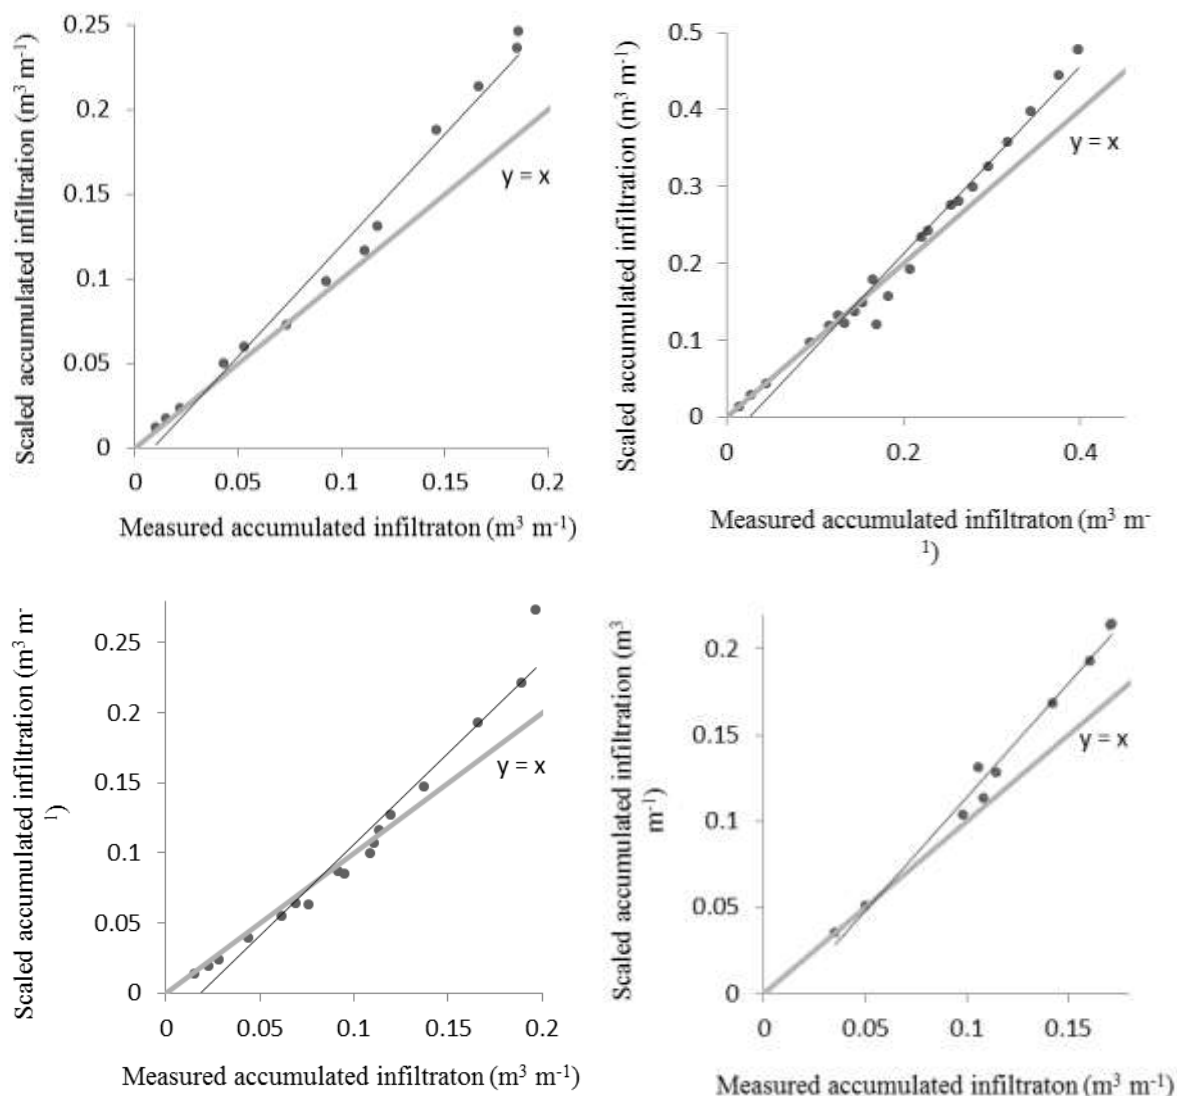 Scaled accumulated infiltration (m³ m⁻¹)
0.25
0.2
0.15
0.1
0.05
0
y = x
0 0.05 0.1 0.15 0.2
Measured accumulated infiltraton (m³ m⁻¹)
Scaled accumulated infiltration (m³ m⁻¹)
0.5
0.4
0.3
0.2
0.1
0
y = x
0 0.2 0.4
Measured accumulated infiltraton (m³ m⁻
¹)
Scaled accumulated infiltration (m³ m⁻
¹)
0.25
0.2
0.15
0.1
0.05
0
y = x
0 0.05 0.1 0.15 0.2
Measured accumulated infiltraton (m³ m⁻¹)
Scaled accumulated infiltration (m³
m⁻¹)
0.2
0.15
0.1
0.05
0
y = x
0 0.05 0.1 0.15
Measured accumulated infiltraton (m³ m⁻¹)